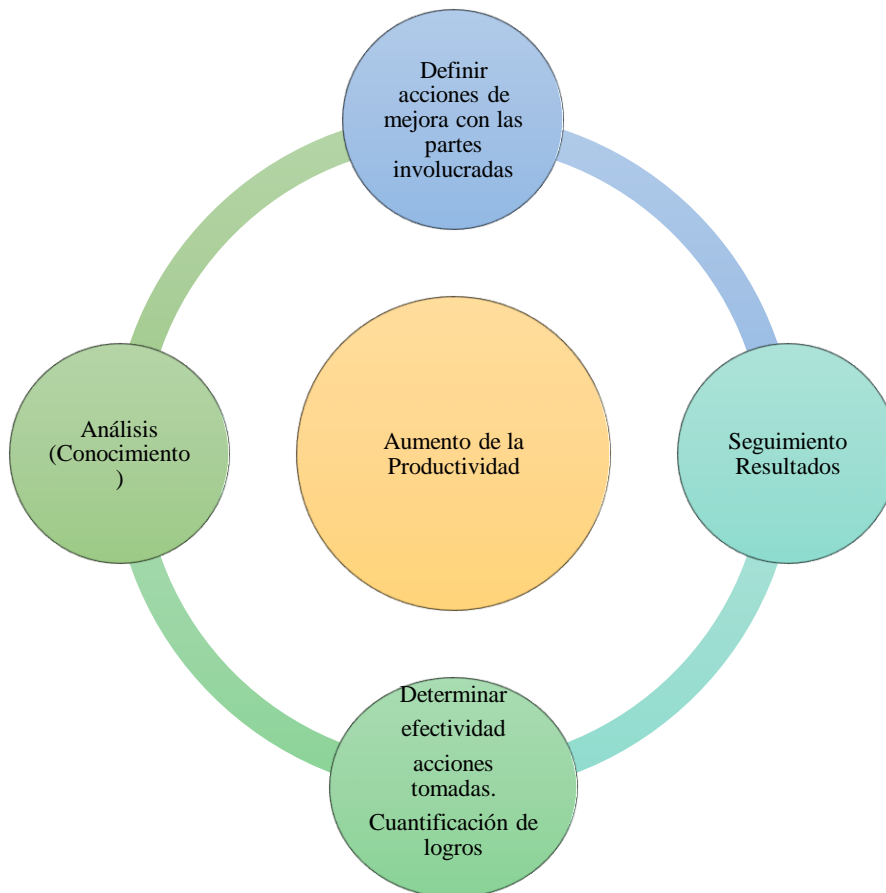 Definir
acciones de
mejora con las
partes
involucradas
Análisis
(Conocimiento
)
Aumento de la
Productividad
Seguimiento
Resultados
Determinar
efectividad
acciones
tomadas.
Cuantificación de
logros